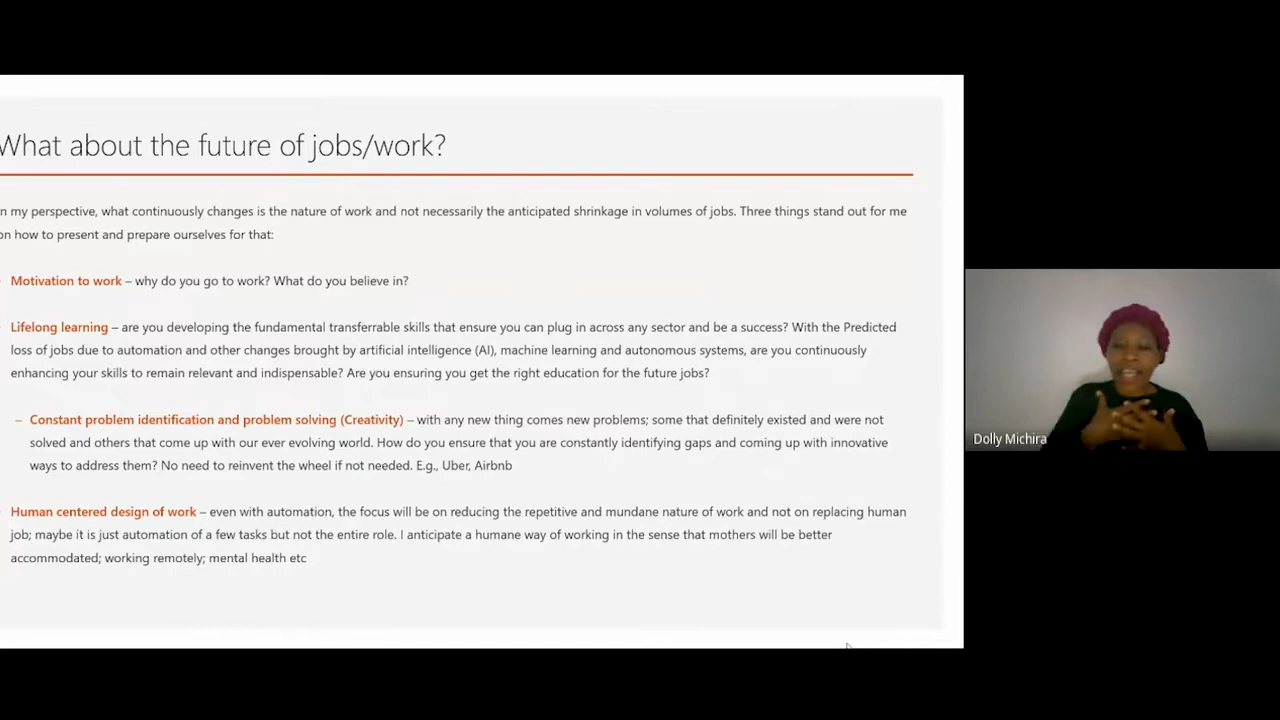 What about the future of jobs/work?
n my perspective, what continuously changes is the nature of work and not necessarily the anticipated shrinkage in volumes of jobs. Three things stand out for me
on how to present and prepare ourselves for that:
Motivation to work – why do you go to work? What do you believe in?
Lifelong learning – are you developing the fundamental transferrable skills that ensure you can plug in across any sector and be a success? With the Predicted
loss of jobs due to automation and other changes brought by artificial intelligence (AI), machine learning and autonomous systems, are you continuously
enhancing your skills to remain relevant and indispensable? Are you ensuring you get the right education for the future jobs?
– Constant problem identification and problem solving (Creativity) – with any new thing comes new problems; some that definitely existed and were not
solved and others that come up with our ever evolving world. How do you ensure that you are constantly identifying gaps and coming up with innovative
ways to address them? No need to reinvent the wheel if not needed. E.g., Uber, Airbnb
Human centered design of work – even with automation, the focus will be on reducing the repetitive and mundane nature of work and not on replacing human
job; maybe it is just automation of a few tasks but not the entire role. I anticipate a humane way of working in the sense that mothers will be better
accommodated; working remotely; mental health etc
Dolly Michira